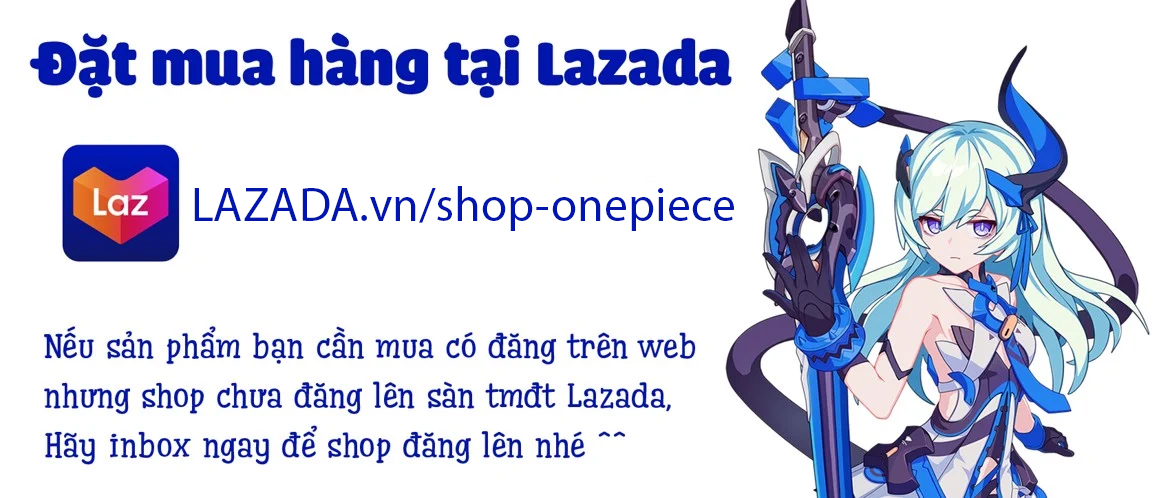 Đặt mua hàng tại Lazada
Laz
LAZADA.vn/shop-onepiece
Nếu sản phẩm bạn cần mua có đăng trên web
nhưng shop chưa đăng lên sàn tmđt Lazada,
Hãy inbox ngay để shop đăng lên nhé ^^